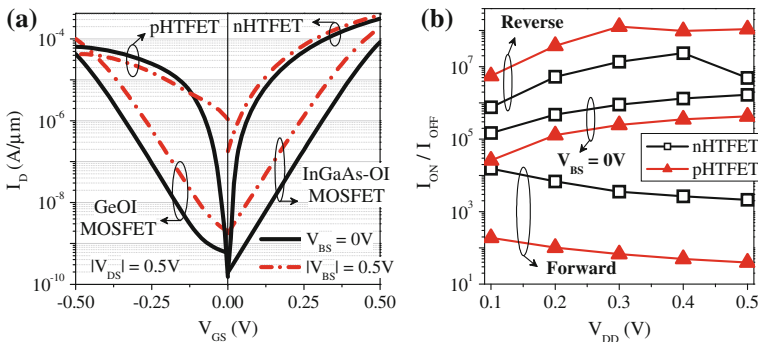 (a)
pHTFET
nHTFET
GeOI
MOSFET
InGaAs-OI
MOSFET
|V_DS| = 0.5V
V_BS = 0V
|V_BS| = 0.5V
I_D (A/μm)
10^-4
10^-6
10^-8
10^-10
-0.50
-0.25
0.00
0.25
0.50
V_GS (V)
(b)
Reverse
V_BS = 0V
nHTFET
pHTFET
Forward
I_ON / I_OFF
10^7
10^5
10^3
10^1
0.1
0.2
0.3
0.4
0.5
V_DD (V)